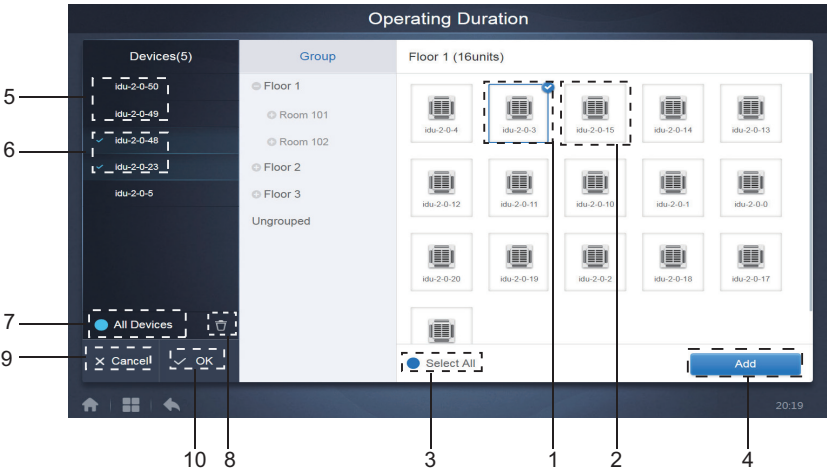 Operating Duration
Devices(5)
Group
Floor 1 (16units)
5
idu-2-0-50
idu-2-0-49
6
idu-2-0-48
idu-2-0-23
idu-2-0-5
Floor 1
Room 101
Room 102
Floor 2
Floor 3
Ungrouped
idu-2-0-4
idu-2-0-3
idu-2-0-15
idu-2-0-14
idu-2-0-13
idu-2-0-12
idu-2-0-11
idu-2-0-10
idu-2-0-1
idu-2-0-0
idu-2-0-20
idu-2-0-19
idu-2-0-2
idu-2-0-18
idu-2-0-17
7
All Devices
9
Cancel
OK
Select All
Add
20:19
10
8
3
1
2
4